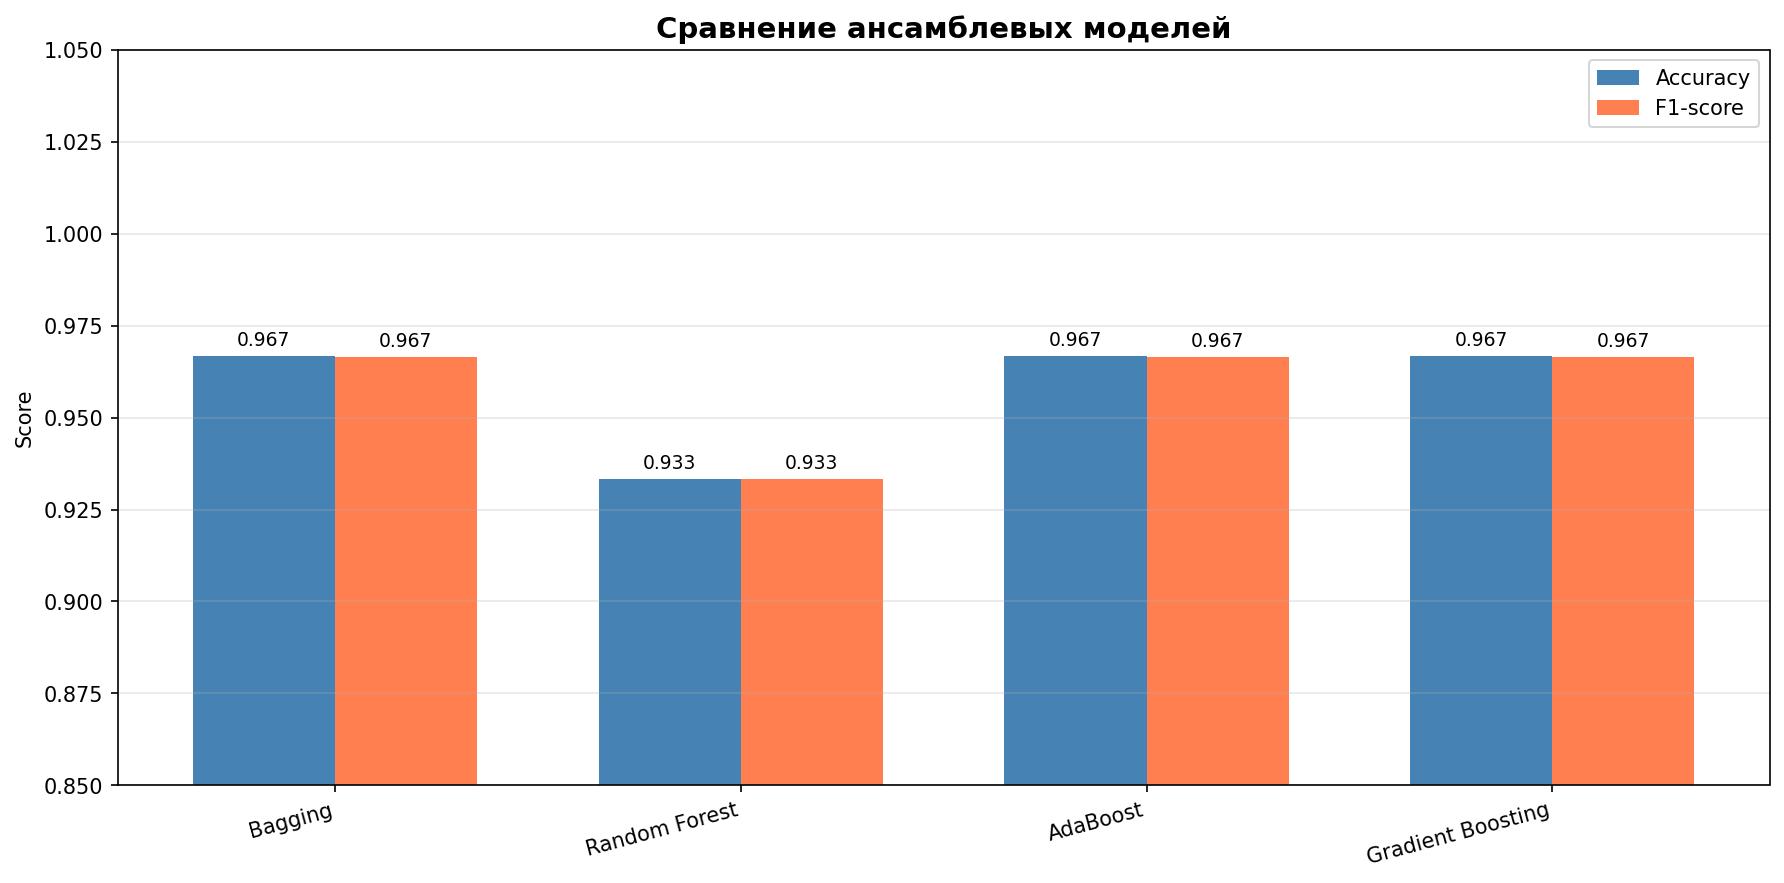 Сравнение ансамблевых моделей
1.050
1.025
1.000
0.975
0.950
0.925
0.900
0.875
0.850
Score
Accuracy
F1-score
0.967 0.967
0.933 0.933
0.967 0.967
0.967 0.967
Bagging
Random Forest
AdaBoost
Gradient Boosting